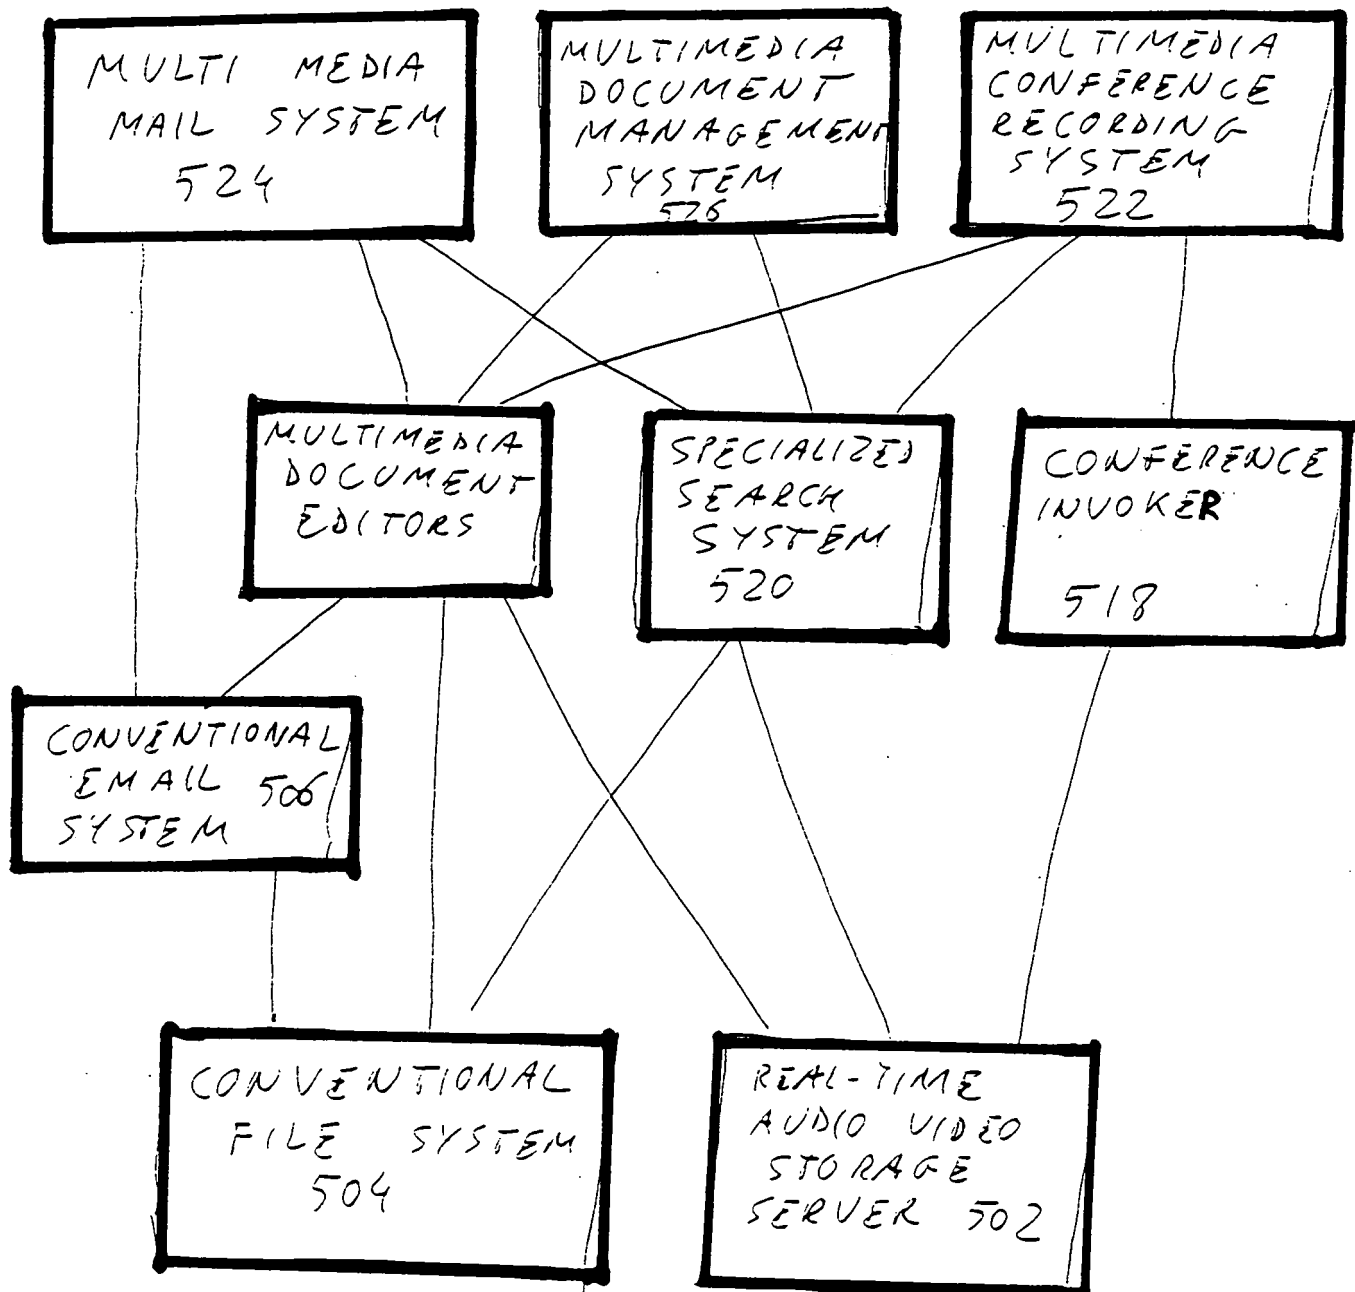 MULTI MEDIA
MAIL SYSTEM
524
MULTIMEDIA
DOCUMENT
MANAGEMENT
SYSTEM
526
MULTIMEDIA
CONFERENCE
RECORDING
SYSTEM
522
MULTIMEDIA
DOCUMENT
EDITORS
SPECIALIZED
SEARCH
SYSTEM
520
CONFERENCE
INVOKER
518
CONVENTIONAL
EMAIL 506
SYSTEM
CONVENTIONAL
FILE SYSTEM
504
REAL-TIME
AUDIO VIDEO
STORAGE
SERVER 502